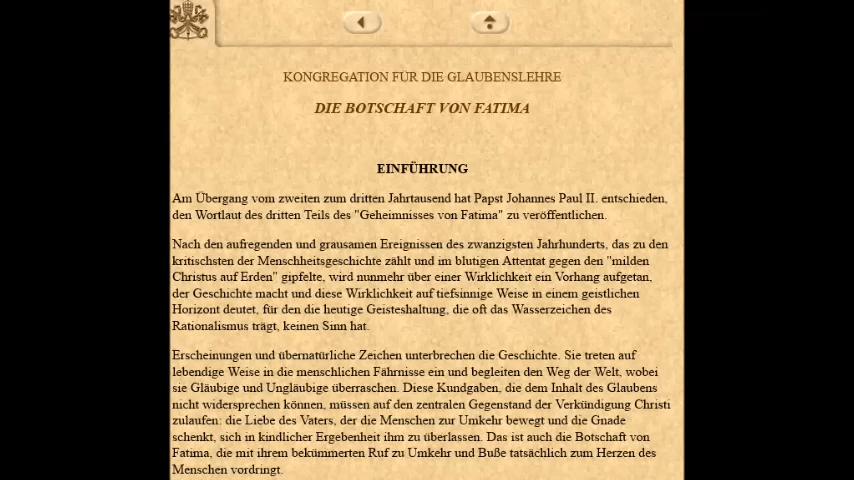 KONGREGATION FÜR DIE GLAUBENSLEHRE
DIE BOTSCHAFT VON FATIMA
EINFÜHRUNG
Am Übergang vom zweiten zum dritten Jahrtausend hat Papst Johannes Paul II. entschieden,
den Wortlaut des dritten Teils des "Geheimnisses von Fatima" zu veröffentlichen.
Nach den aufregenden und grausamen Ereignissen des zwanzigsten Jahrhunderts, das zu den
kritischsten der Menschheitsgeschichte zählt und im blutigen Attentat gegen den "milden
Christus auf Erden" gipfelte, wird nunmehr über einer Wirklichkeit ein Vorhang aufgetan,
der Geschichte macht und diese Wirklichkeit auf tiefsinnige Weise in einem geistlichen
Horizont deutet, für den die heutige Geisteshaltung, die oft das Wasserzeichen des
Rationalismus trägt, keinen Sinn hat.
Erscheinungen und übernatürliche Zeichen unterbrechen die Geschichte. Sie treten auf
lebendige Weise in die menschlichen Fährnisse ein und begleiten den Weg der Welt, wobei
sie Gläubige und Ungläubige überraschen. Diese Kundgaben, die dem Inhalt des Glaubens
nicht widersprechen können, müssen auf den zentralen Gegenstand der Verkündigung Christi
zulaufen: die Liebe des Vaters, der die Menschen zur Umkehr bewegt und die Gnade
schenkt, sich in kindlicher Ergebenheit ihm zu überlassen. Das ist auch die Botschaft von
Fatima, die mit ihrem bekümmerten Ruf zu Umkehr und Buße tatsächlich zum Herzen des
Menschen vordringt.